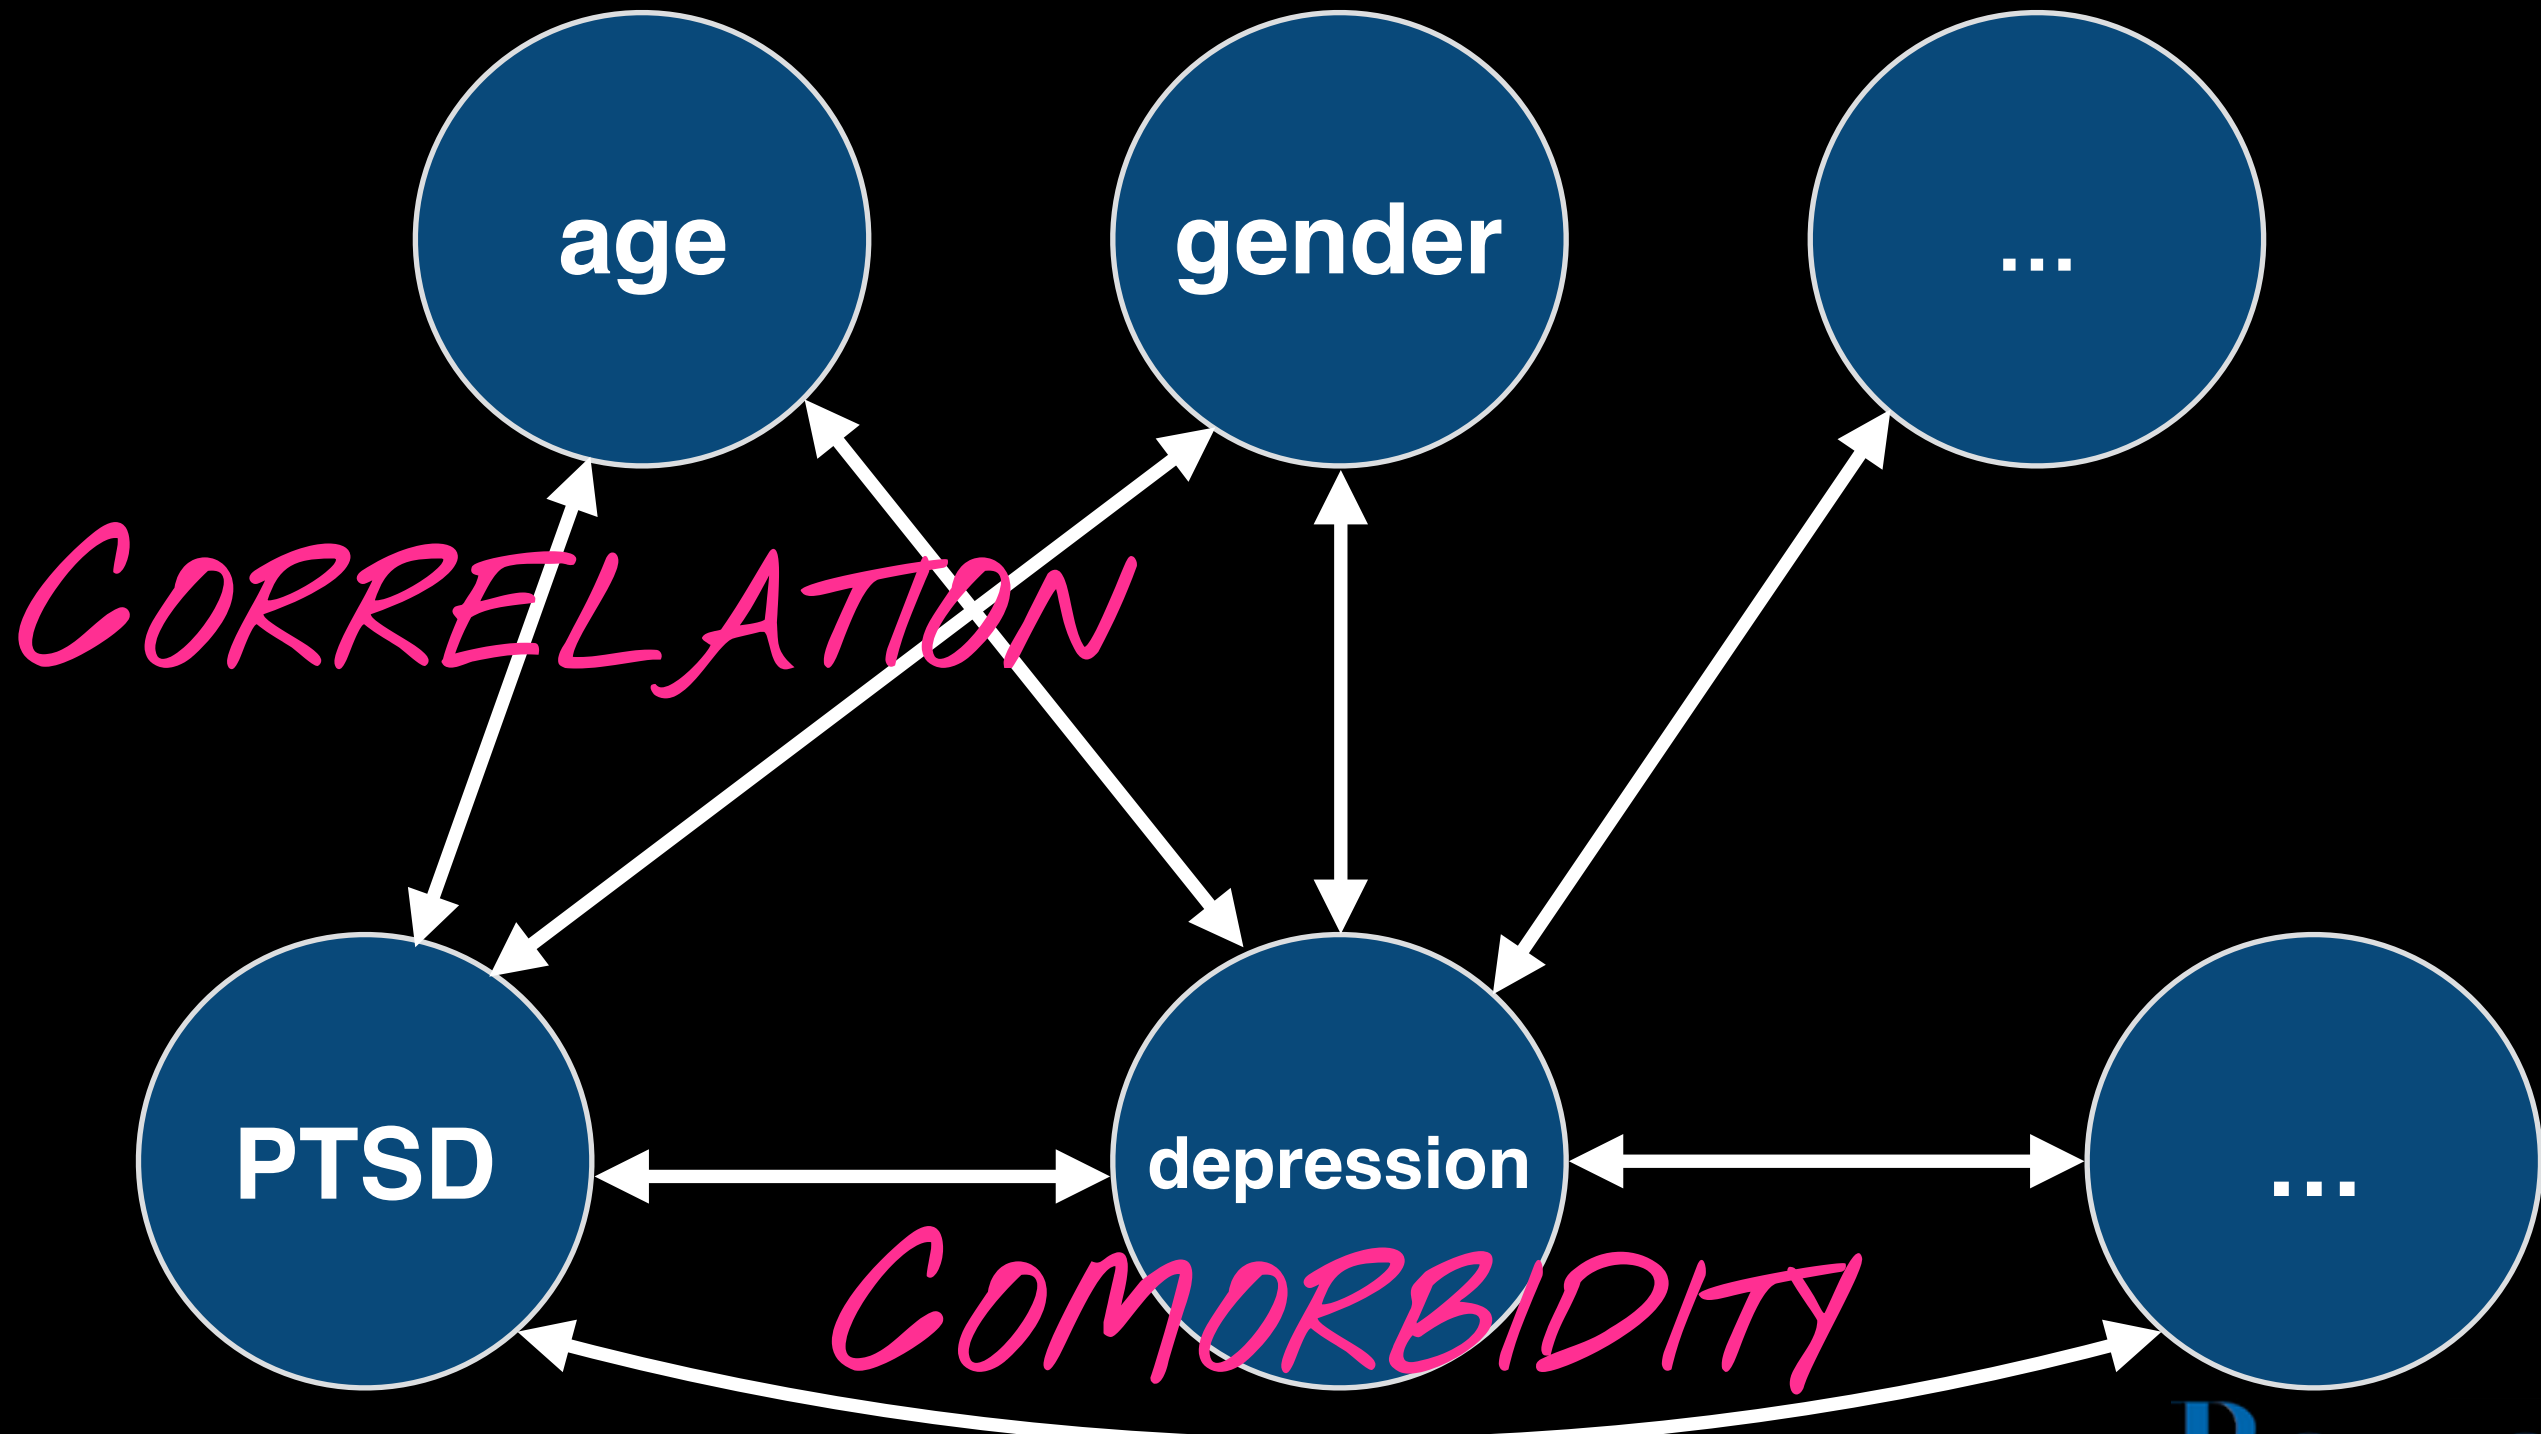 age
gender
...
CORRELATION
PTSD
depression
...
COMORBIDITY